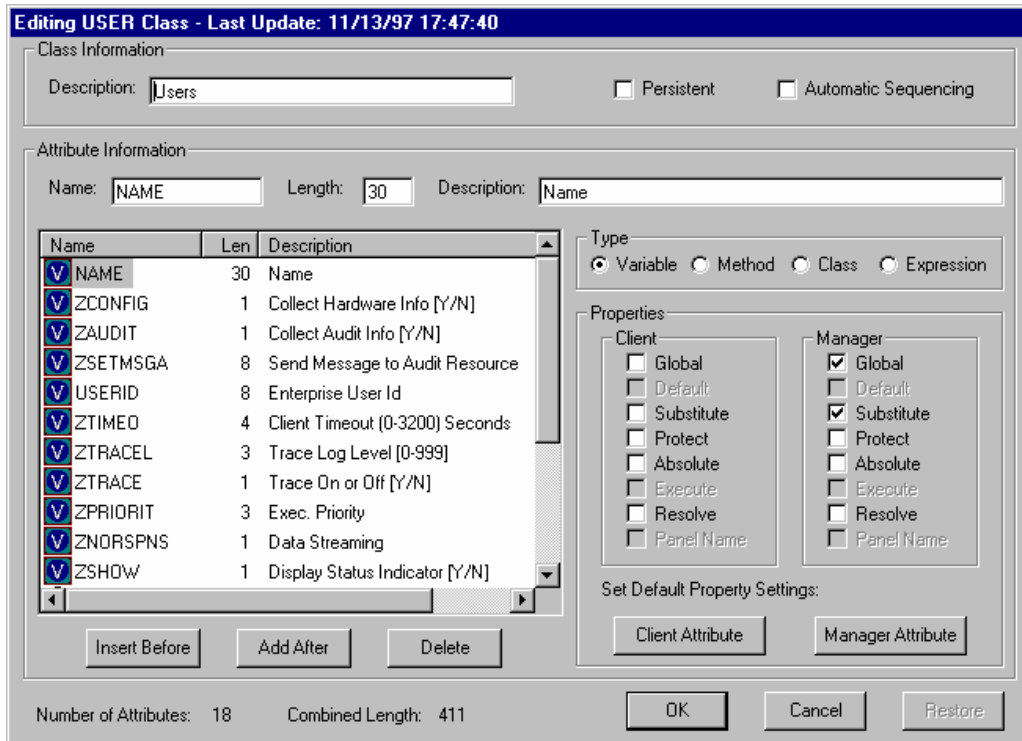 Editing USER Class - Last Update: 11/13/97 17:47:40
Class Information
Description: Users Persistent Automatic Sequencing
Attribute Information
Name: NAME Length: 30 Description: Name
Name Len Description
V NAME 30 Name
V ZCONFIG 1 Collect Hardware Info [Y/N]
V ZAUDIT 1 Collect Audit Info [Y/N]
V ZSETMSGA 8 Send Message to Audit Resource
V USERID 8 Enterprise User Id
V ZTIMEO 4 Client Timeout (0-3200) Seconds
V ZTRACEL 3 Trace Log Level [0-999]
V ZTRACE 1 Trace On or Off [Y/N]
V ZPRIORIT 3 Exec. Priority
V ZNORSPNS 1 Data Streaming
V ZSHOW 1 Display Status Indicator [Y/N]
Insert Before Add After Delete
Type
Variable Method Class Expression
Properties
Client
Global
Default
Substitute
Protect
Absolute
Execute
Resolve
Panel Name
Manager
Global
Default
Substitute
Protect
Absolute
Execute
Resolve
Panel Name
Set Default Property Settings:
Client Attribute Manager Attribute
Number of Attributes: 18 Combined Length: 411
OK Cancel Restore